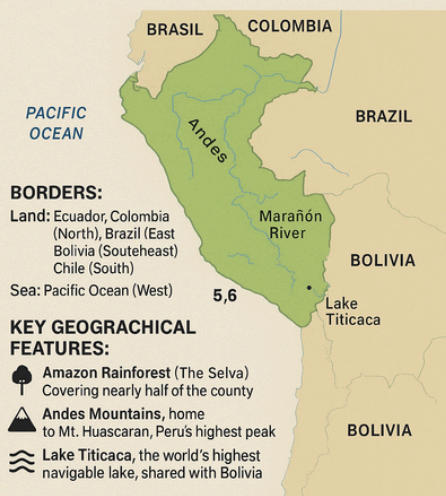 BRASIL
COLOMBIA
PACIFIC
OCEAN
BRAZIL
Andes
BORDERS:
Land: Ecuador, Colombia
(North), Brazil (East
Bolivia (Souteheast)
Chile (South)
Sea: Pacific Ocean (West)
Marañón
River
BOLIVIA
5,6
Lake
Titicaca
KEY GEOGRACHICAL
FEATURES:
Amazon Rainforest (The Selva)
Covering nearly half of the county
Andes Mountains, home
to Mt. Huascaran, Peru's highest peak
Lake Titicaca, the world's highest
navigable lake, shared with Bolivia
BOLIVIA